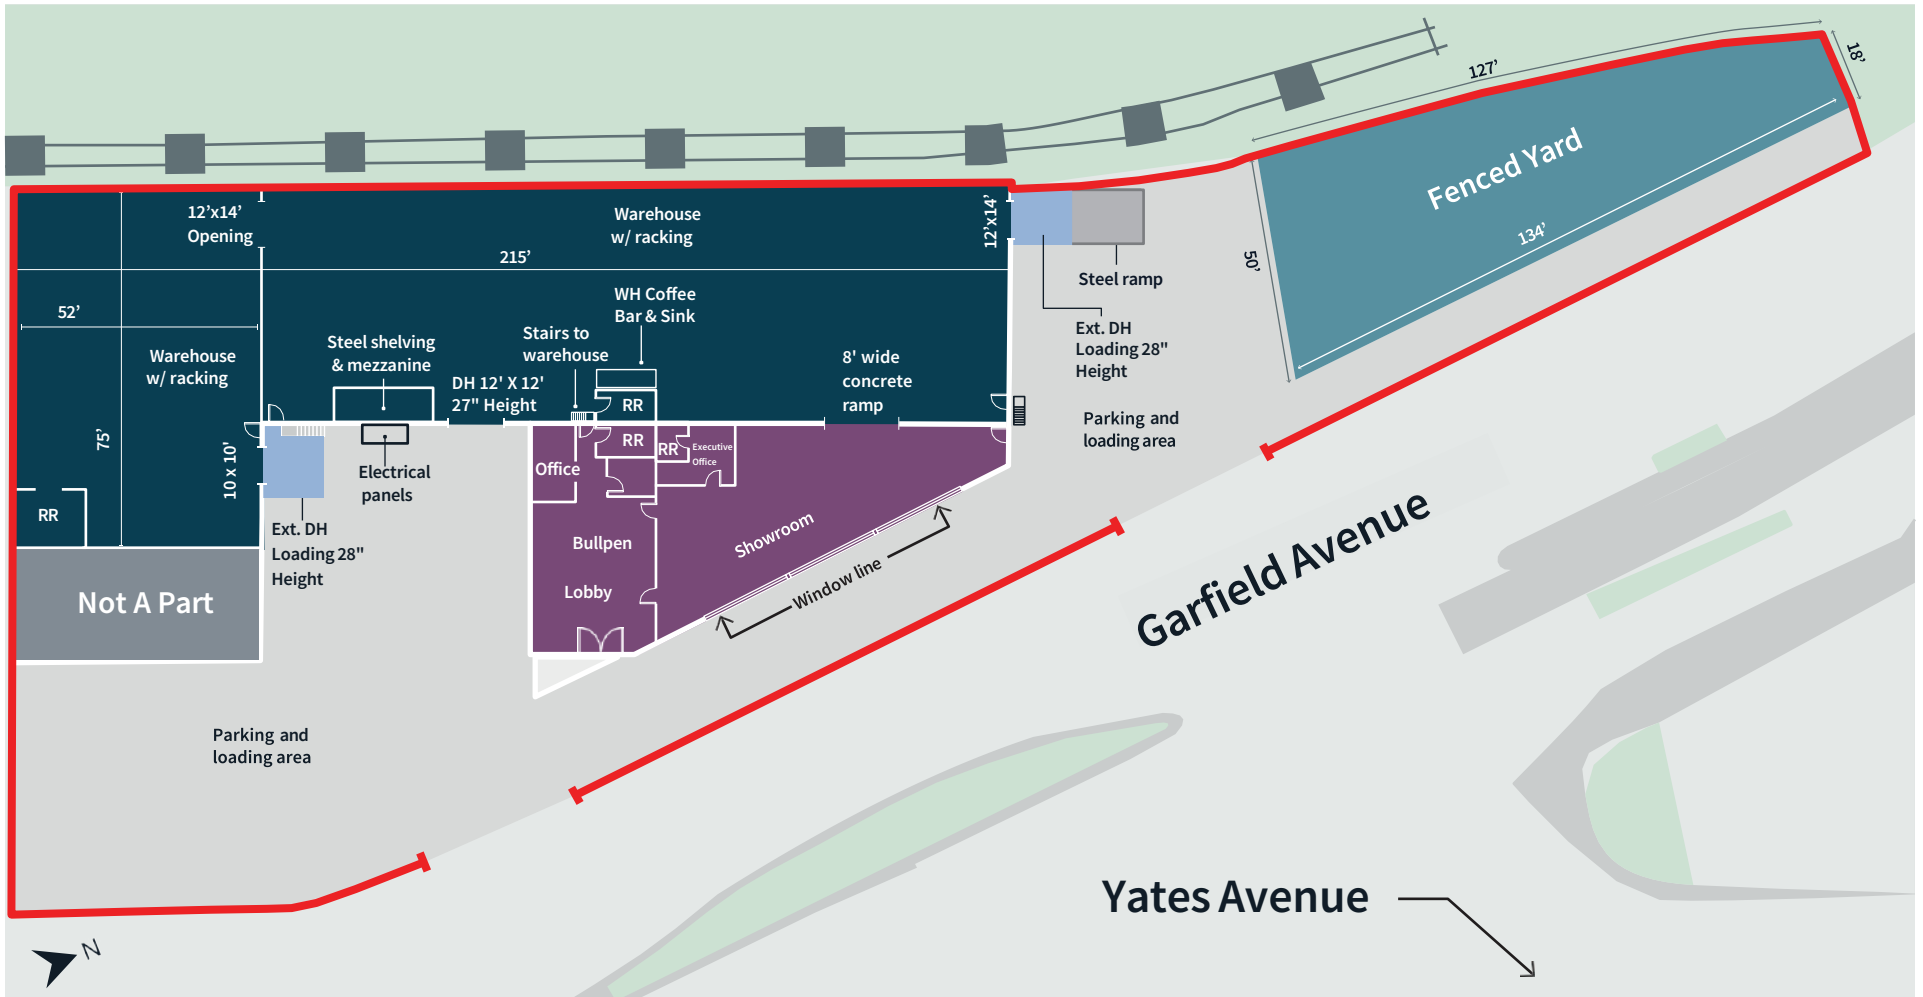 127’
18’
Fenced Yard
134’
50’
12’x14’
Opening
Warehouse
w/ racking
12’x14’
215’
Steel ramp
WH Coffee
Bar & Sink
52’
Stairs to
warehouse
Steel shelving
& mezzanine
Ext. DH
Loading 28"
Height
Warehouse
w/ racking
8' wide
concrete
ramp
DH 12' X 12'
27" Height
RR
Parking and
loading area
75’
RR
RR
Executive
Office
10 x 10'
Office
Electrical
panels
RR
Ext. DH
Loading 28"
Height
Bullpen
Showroom
Window line
Lobby
Garfield Avenue
Not A Part
Parking and
loading area
Yates Avenue
N